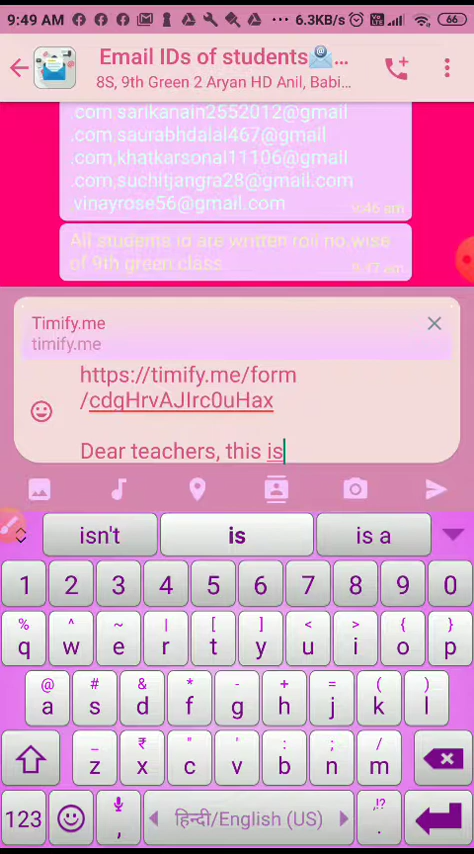 9:49 AM
6.3KB/s
66
Email IDs of students📧...
8S, 9th Green 2 Aryan HD Anil, Babi...
.com sarikanain2552012@gmail
.com,saurabhdalal467@gmail
.com,khatkarsonal11106@gmail
.com,suchitjangra28@gmail.com
vinayrose56@gmail.com
9:46 am
All students id are written roll no wise
of 9th green class
9:47 am
Timify.me
timify.me
https://timify.me/form
/cdgHrvAJIrc0uHax
Dear teachers, this is
isn't is is a
1 2 3 4 5 6 7 8 9 0
% ^ ~ | [ ] < > { }
q w e r t y u i o p
@ # & * - + = ( )
a s d f g h j k l
_ ₹ " ' : ; /
z x c v b n m
123 , हिन्दी/English (US) ,!? .